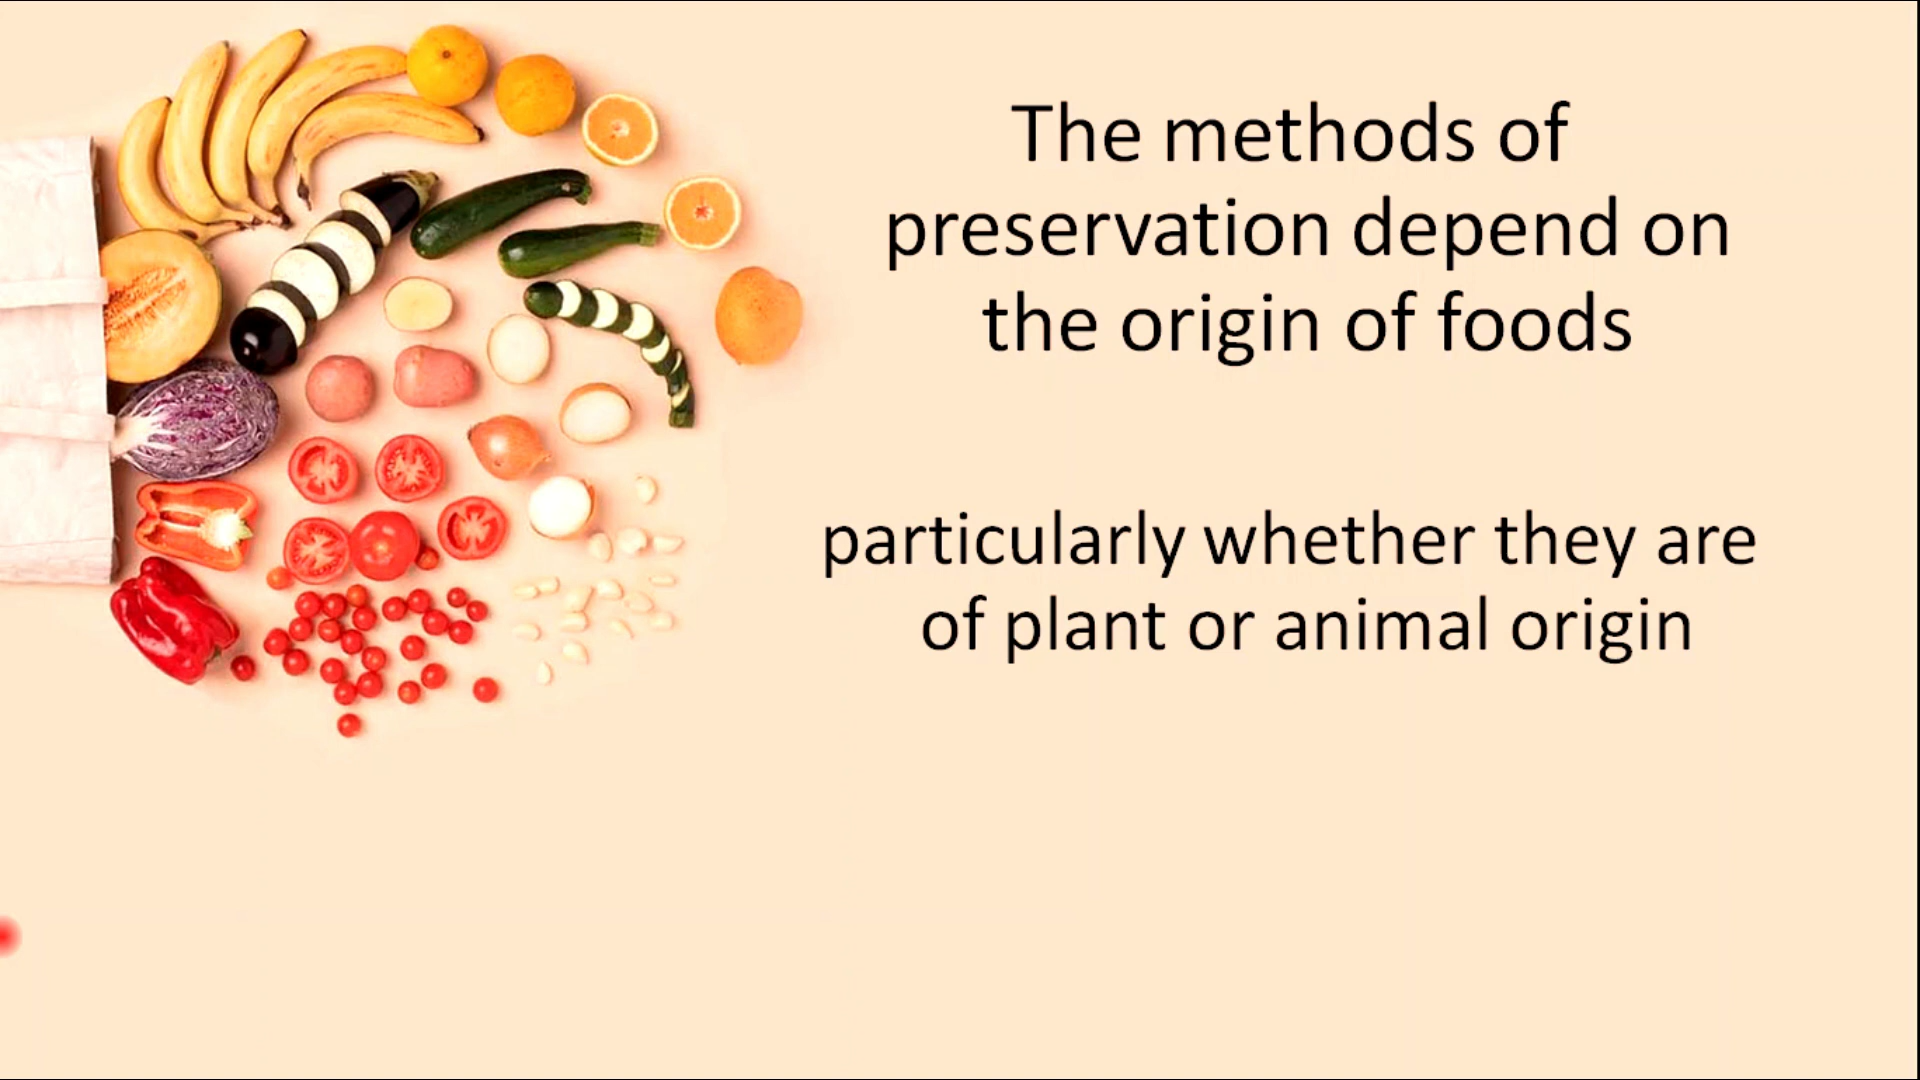 The methods of
preservation depend on
the origin of foods
particularly whether they are
of plant or animal origin